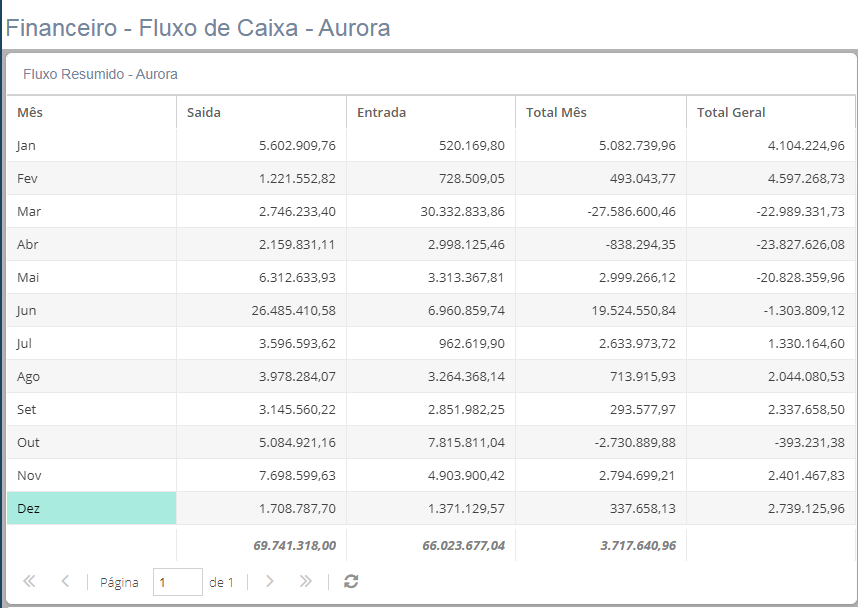 Financeiro - Fluxo de Caixa - Aurora
Fluxo Resumido - Aurora
Mês Saida Entrada Total Mês Total Geral
Jan 5.602.909,76 520.169,80 5.082.739,96 4.104.224,96
Fev 1.221.552,82 728.509,05 493.043,77 4.597.268,73
Mar 2.746.233,40 30.332.833,86 -27.586.600,46 -22.989.331,73
Abr 2.159.831,11 2.998.125,46 -838.294,35 -23.827.626,08
Mai 6.312.633,93 3.313.367,81 2.999.266,12 -20.828.359,96
Jun 26.485.410,58 6.960.859,74 19.524.550,84 -1.303.809,12
Jul 3.596.593,62 962.619,90 2.633.973,72 1.330.164,60
Ago 3.978.284,07 3.264.368,14 713.915,93 2.044.080,53
Set 3.145.560,22 2.851.982,25 293.577,97 2.337.658,50
Out 5.084.921,16 7.815.811,04 -2.730.889,88 -393.231,38
Nov 7.698.599,63 4.903.900,42 2.794.699,21 2.401.467,83
Dez 1.708.787,70 1.371.129,57 337.658,13 2.739.125,96
69.741.318,00 66.023.677,04 3.717.640,96
Página 1 de 1